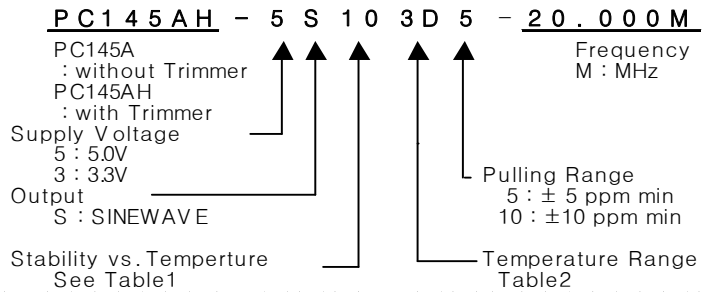 PC145AH - 5 S 10 3D 5 - 20.000M
PC145A
: without Trimmer
PC145AH
: with Trimmer
Frequency
M : MHz
Supply Voltage
5 : 5.0V
3 : 3.3V
Output
S : SINEWAVE
Pulling Range
5 : ± 5 ppm min
10 : ±10 ppm min
Stability vs. Temperture
See Table1
Temperature Range
Table2